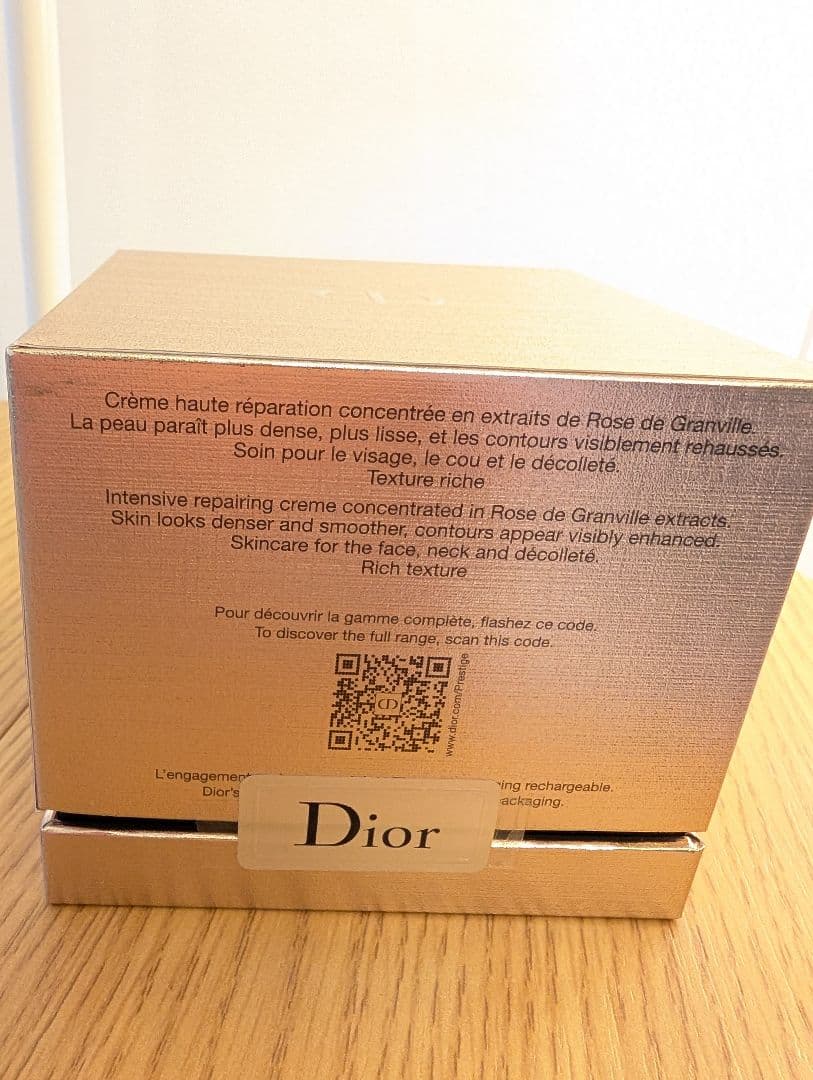 Crème haute réparation concentrée en extraits de Rose de Granville.
La peau paraît plus dense, plus lisse, et les contours visiblement rehaussés.
Soin pour le visage, le cou et le décolleté.
Texture riche
Intensive repairing creme concentrated in Rose de Granville extracts.
Skin looks denser and smoother, contours appear visibly enhanced.
Skincare for the face, neck and décolleté.
Rich texture
Pour découvrir la gamme complète, flashez ce code.
To discover the full range, scan this code.
www.dior.com/Prestige
rechargeable.
Dior's
Dior